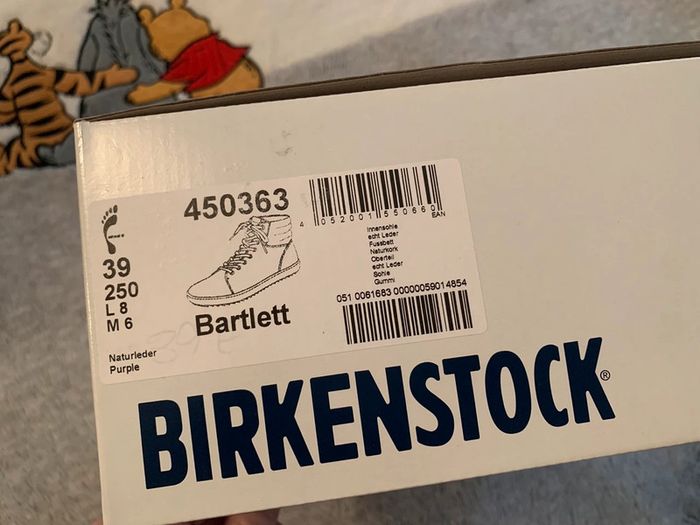 450363
4 052001 550660
EAN
39
250
L 8
M 6
Innensohle
echt Leder
Fussbett
Naturkork
Oberteil
echt Leder
Sohle
Gummi
Bartlett
051 0061683 00000059014854
Naturleder
Purple
BIRKENSTOCK®